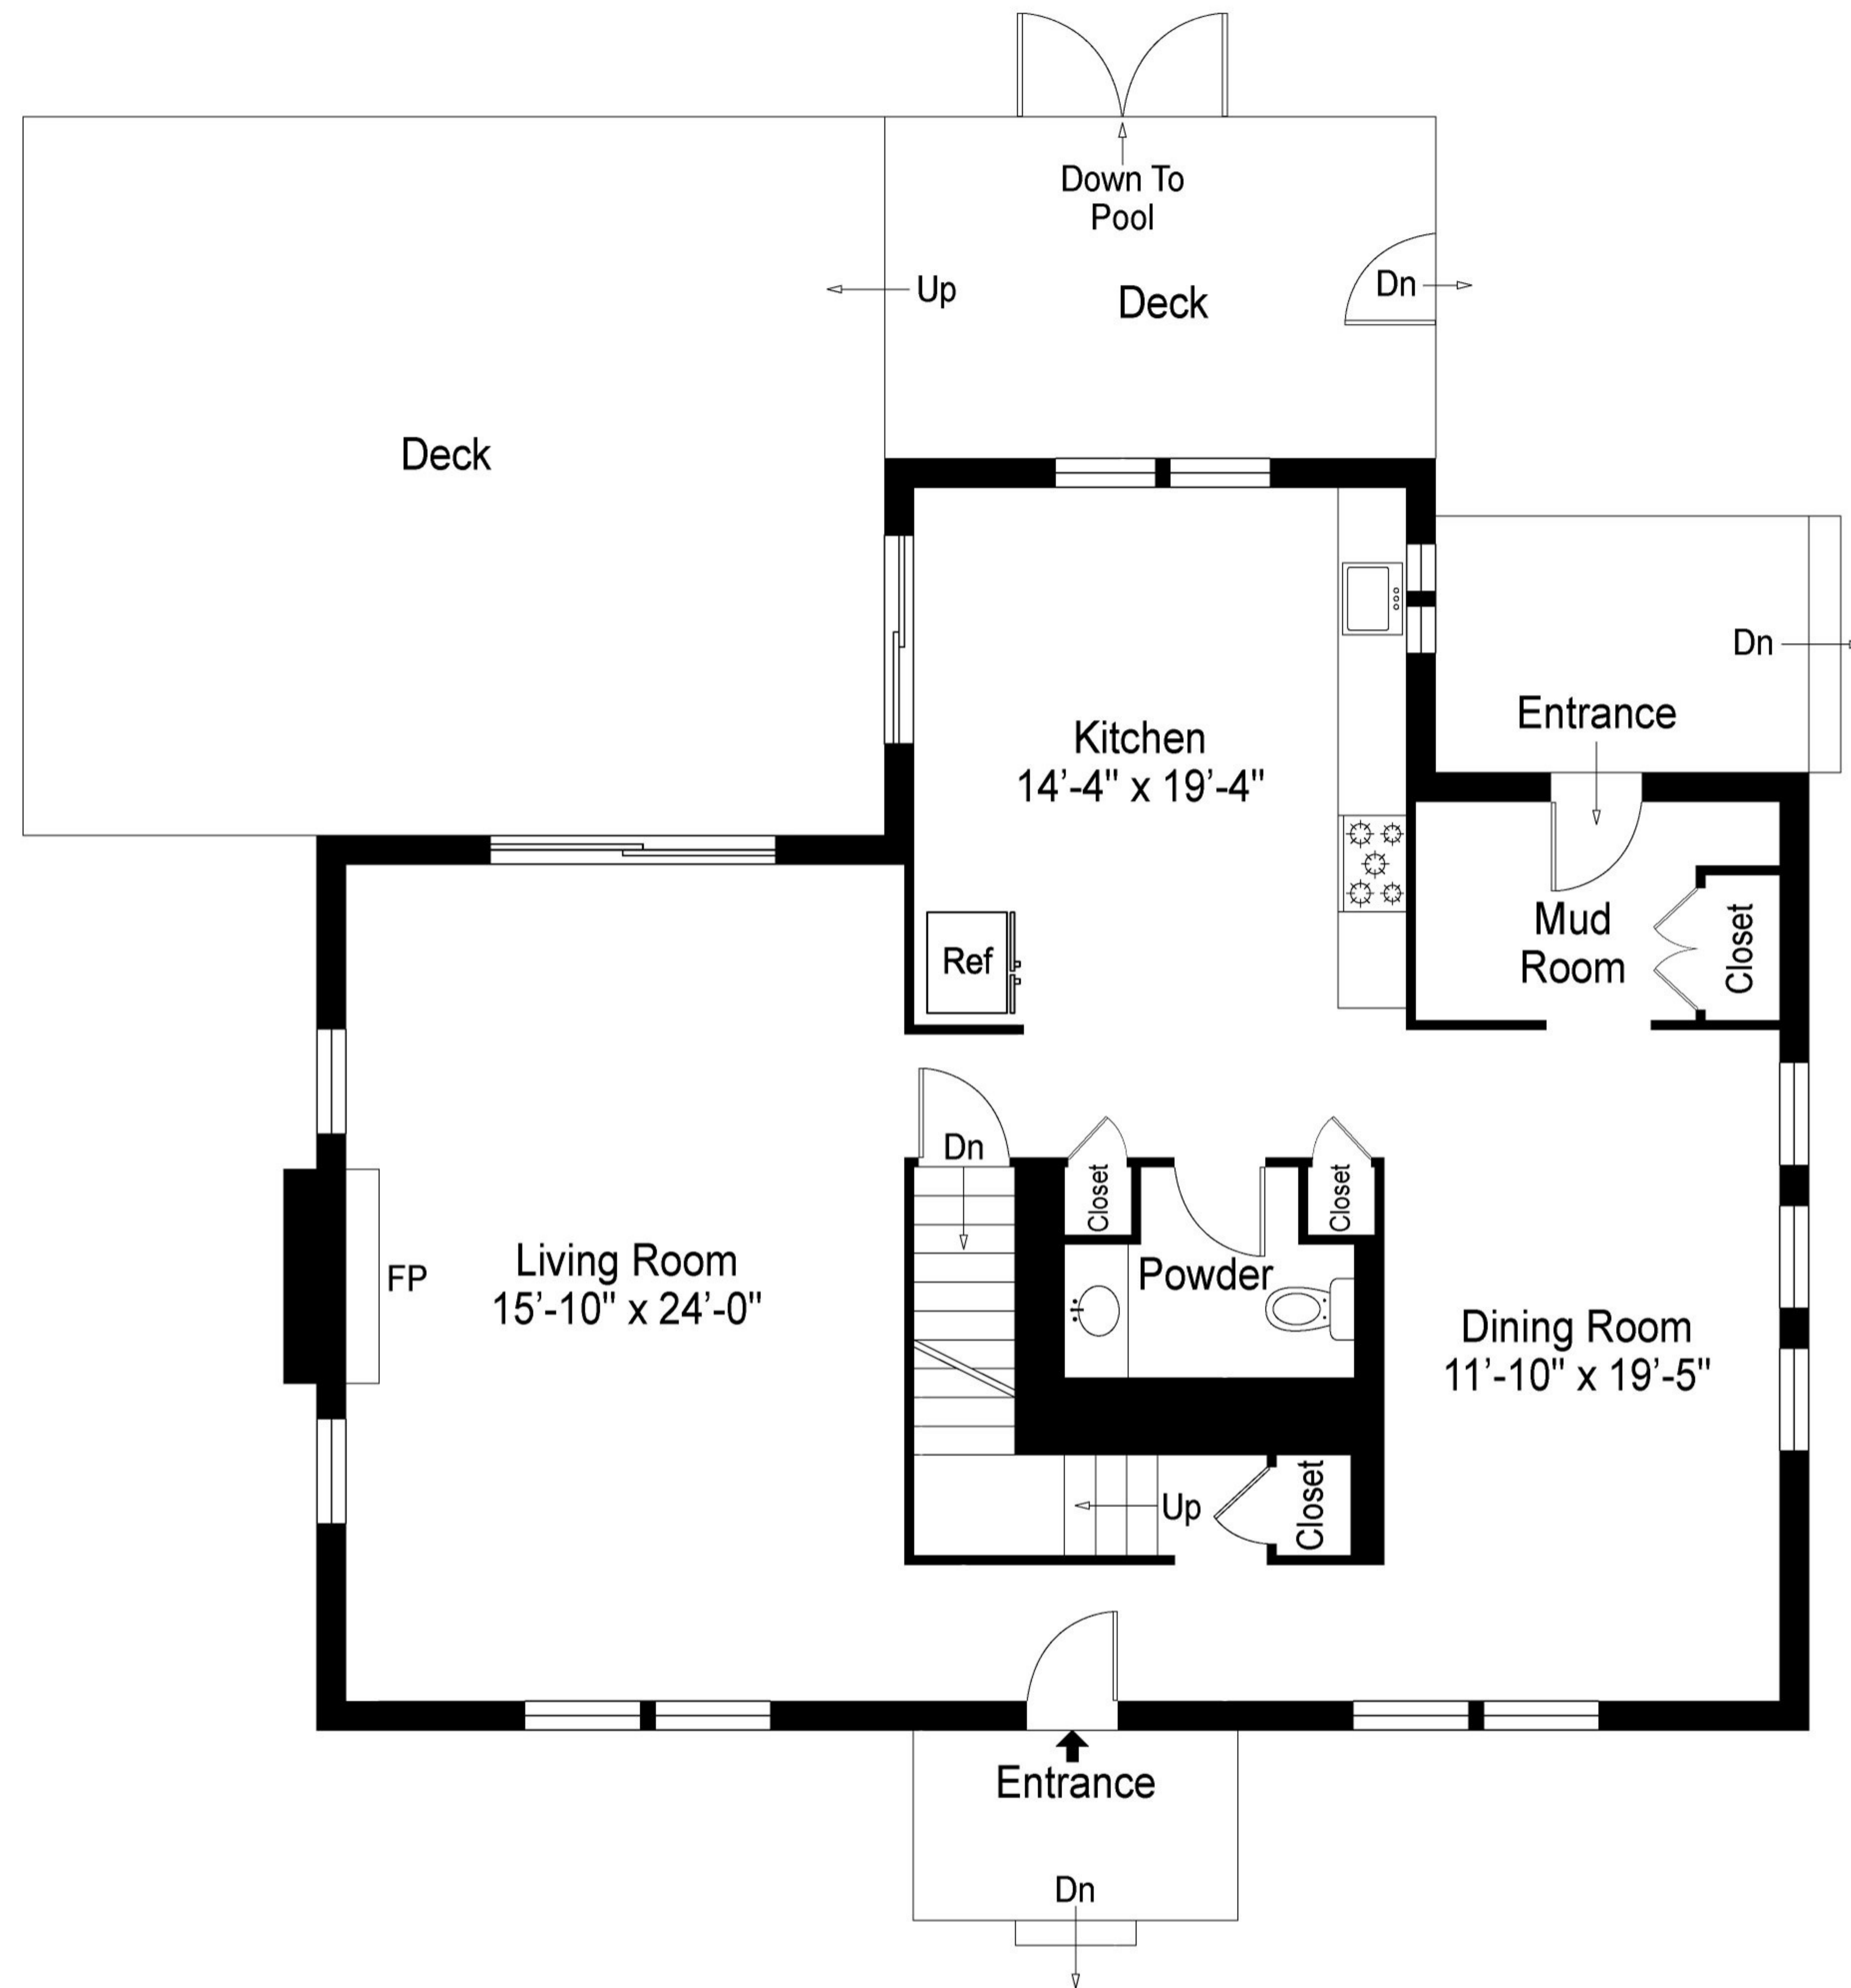 Down To
Pool
Up
Dn
Deck
Deck
Dn
Entrance
Kitchen
14'-4" x 19'-4"
Mud
Room
Closet
Ref
Dn
Closet
Closet
Living Room
15'-10" x 24'-0"
FP
Powder
Dining Room
11'-10" x 19'-5"
Up
Closet
Entrance
Dn